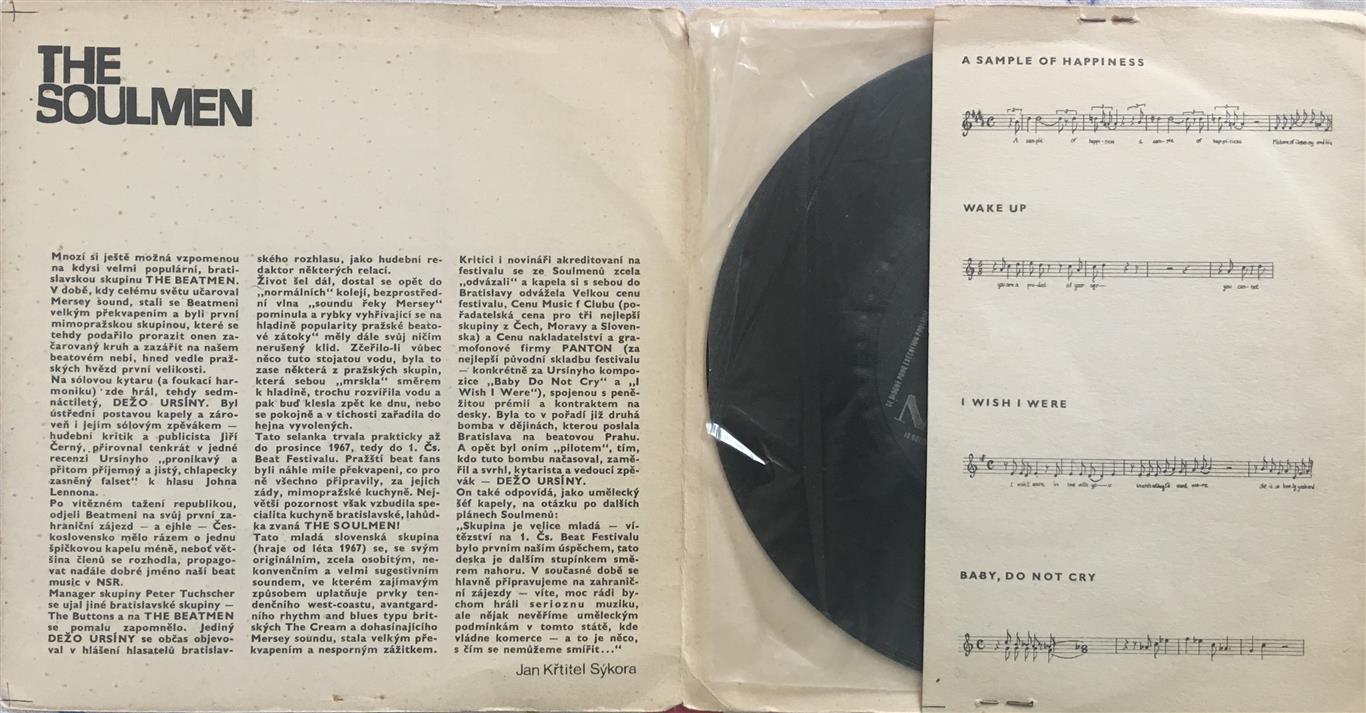 THE
SOULMEN
Mnozí si ještě možná vzpomenou
na kdysi velmi populární, brati-
slavskou skupinu THE BEATMEN.
V době, kdy celému světu učaroval
Mersey sound, stali se Beatmeni
velkým překvapením a byli první
mimopražskou skupinou, které se
tehdy podařilo prorazit onen za-
čarovaný kruh a zazářit na našem
beatovém nebi, hned vedle praž-
ských hvězd první velikosti.
Na sólovou kytaru (a foukací har-
moniku) zde hrál, tehdy sedm-
náctiletý, DEŽO URSÍNY. Byl
ústřední postavou kapely a záro-
veň i jejím sólovým zpěvákem —
hudební kritik a publicista Jiří
Černý, přirovnal tenkrát v jedné
recenzi Ursínyho „pronikavý a
přitom příjemný a jistý, chlapecky
zasněný falset“ k hlasu Johna
Lennona.
Po vítězném tažení republikou,
odjeli Beatmeni na svůj první za-
hraniční zájezd — a ejhle — Čes-
koslovensko mělo rázem o jednu
špičkovou kapelu méně, neboť vět-
šina členů se rozhodla, propago-
vat nadále dobré jméno naší beat
music v NSR.
Manager skupiny Peter Tuchscher
se ujal jiné bratislavské skupiny —
The Buttons a na THE BEATMEN
se pomalu zapomnělo. Jediný
DEŽO URSÍNY se občas objevo-
val v hlášení hlasatelů bratislav-
ského rozhlasu, jako hudební re-
daktor některých relací.
Život šel dál, dostal se opět do
„normálních“ kolejí, bezprostřed-
ní vlna „soundu řeky Mersey“
pominula a rybky vyhřívající se na
hladině popularity pražské beato-
vé zátoky“ měly dále svůj ničím
nerušený klid. Zčeřilo-li vůbec
něco tuto stojatou vodu, byla to
zase některá z pražských skupin,
která sebou „mrskla“ směrem
k hladině, trochu rozvířila vodu a
pak buď klesla zpět ke dnu, nebo
se pokojně a v tichosti zařadila do
hejna vyvolených.
Tato selanka trvala prakticky až
do prosince 1967, tedy do 1. Čs.
Beat Festivalu. Pražští beat fans
byli náhle mile překvapeni, co pro
ně všechno připravily, za jejich
zády, mimopražské kuchyně. Nej-
větší pozornost však vzbudila spe-
cialita kuchyně bratislavské, lahůd-
ka zvaná THE SOULMEN!
Tato mladá slovenská skupina
(hraje od léta 1967) se, se svým
originálním, zcela osobitým, ne-
konvenčním a velmi sugestivním
soundem, ve kterém zajímavým
způsobem uplatňuje prvky ten-
denčního west-coastu, avantgard-
ního rhythm and blues typu brit-
ských The Cream a dohasínajícího
Mersey soundu, stala velkým pře-
kvapením a nesporným zážitkem.
Kritici i novináři akreditovaní na
festivalu se ze Soulmenů zcela
„odvázali“ a kapela si s sebou do
Bratislavy odvážela Velkou cenu
festivalu, Cenu Music f Clubu (po-
řadatelská cena pro tři nejlepší
skupiny z Čech, Moravy a Sloven-
ska) a Cenu nakladatelství a gra-
mofonové firmy PANTON (za
nejlepší původní skladbu festivalu
— konkrétně za Ursínyho kompo-
zice „Baby Do Not Cry“ a „I
Wish I Were“), spojenou s peně-
žitou prémií a kontraktem na
desky. Byla to v pořadí již druhá
bomba v dějinách, kterou poslala
Bratislava na beatovou Prahu.
A opět byl oním „pilotem“, tím,
kdo tuto bombu načasoval, zamě-
řil a svrhl, kytarista a vedoucí zpě-
vák — DEŽO URSÍNY.
On také odpovídá, jako umělecký
šéf kapely, na otázku po dalších
plánech Soulmenů:
„Skupina je velice mladá — ví-
tězství na 1. Čs. Beat Festivalu
bylo prvním naším úspěchem, tato
deska je dalším stupínkem smě-
rem nahoru. V současné době se
hlavně připravujeme na zahranič-
ní zájezdy — víte, moc rádi by-
chom hráli serioznu muziku,
ale nějak nevěříme uměleckým
podmínkám v tomto státě, kde
vládne komerce — a to je něco,
s čím se nemůžeme smířit...“
Jan Křtitel Sýkora
A SAMPLE OF HAPPINESS
A sample of happi-ness a sam-ple of happiness
WAKE UP
you are a pro-duct of your age
you can-not
I WISH I WERE
I wish I were in love with you
BABY, DO NOT CRY
8